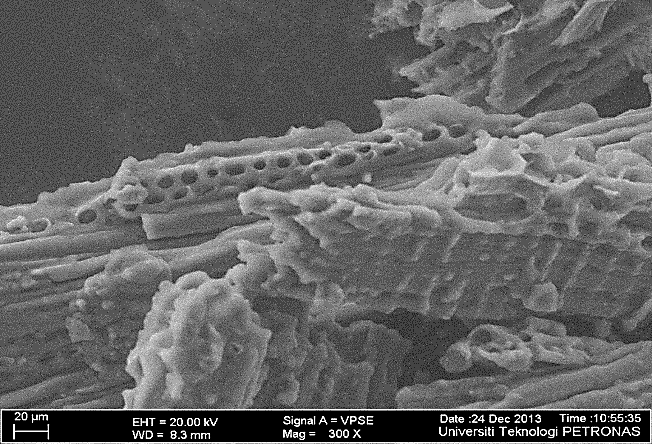 20 µm
EHT = 20.00 kV
Signal A = VPSE
Date :24 Dec 2013 Time :10:55:35
WD = 8.3 mm
Mag = 300 X
Universiti Teknologi PETRONAS